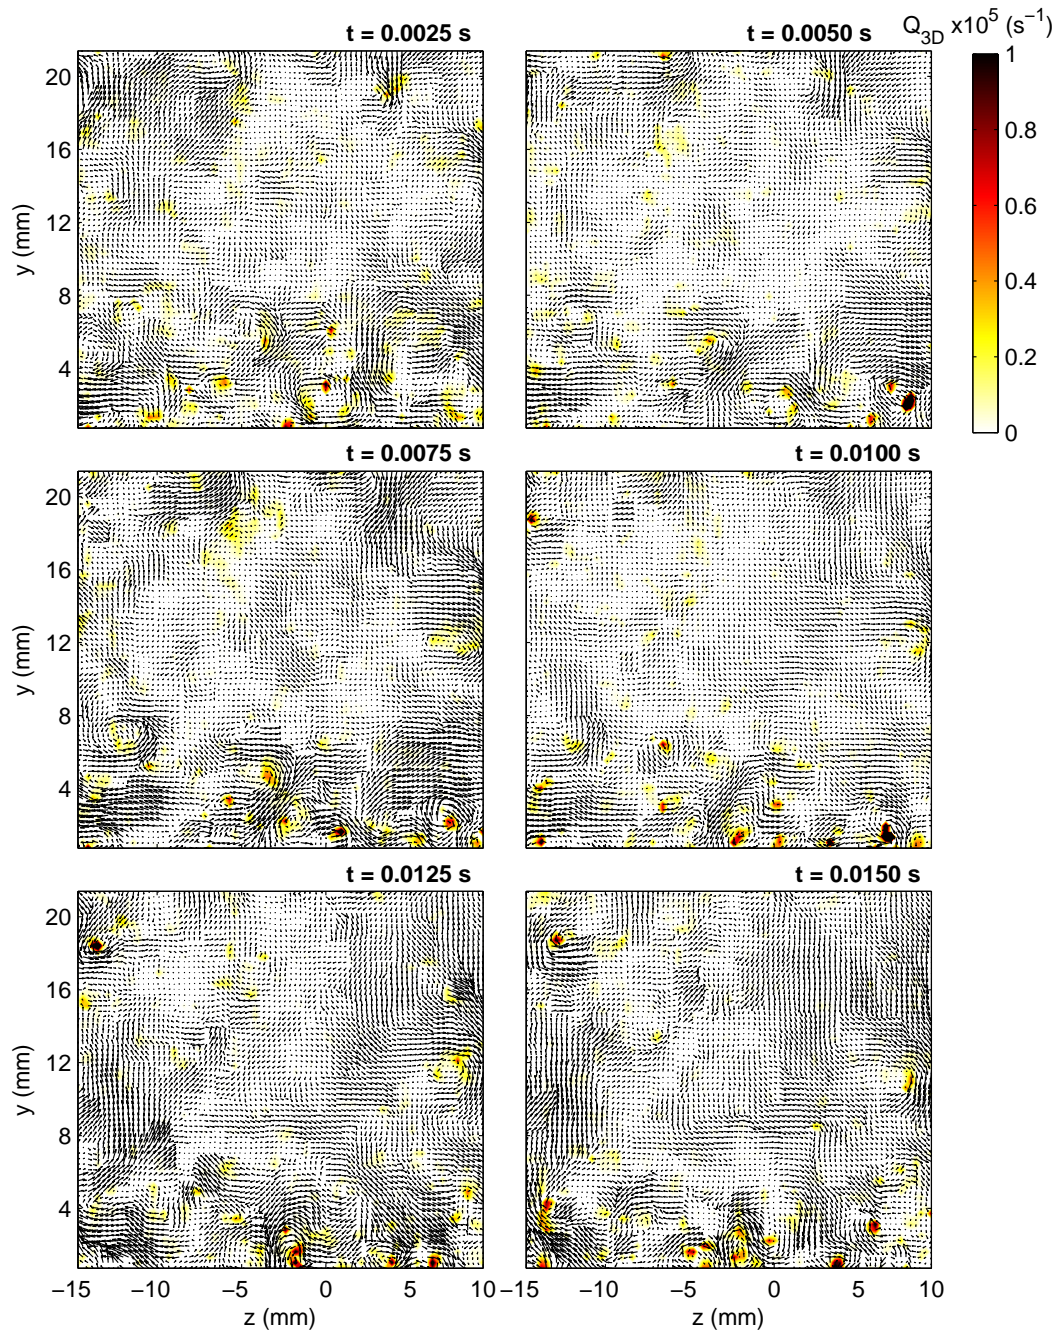 t = 0.0025 s
t = 0.0050 s
Q3D x10^5 (s^−1)
1
0.8
0.6
0.4
0.2
0
20
16
12
8
4
y (mm)
t = 0.0075 s
t = 0.0100 s
20
16
12
8
4
y (mm)
t = 0.0125 s
t = 0.0150 s
20
16
12
8
4
y (mm)
−15 −10 −5 0 5 10
−15 −10 −5 0 5 10
z (mm)
z (mm)